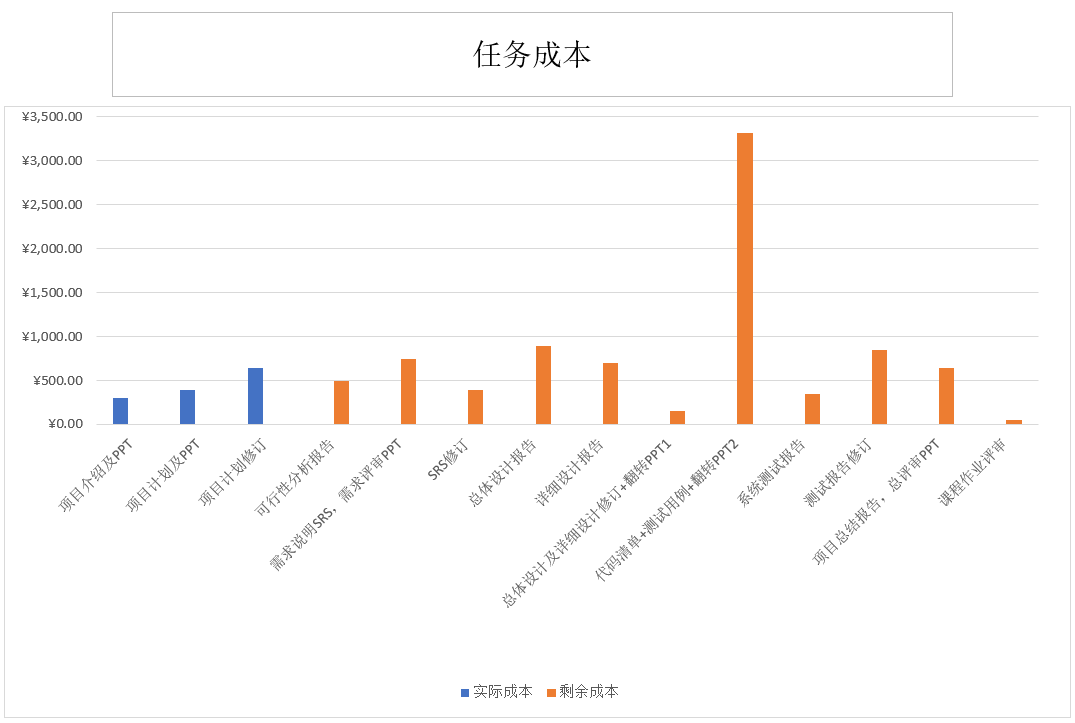 任务成本
¥3,500.00
¥3,000.00
¥2,500.00
¥2,000.00
¥1,500.00
¥1,000.00
¥500.00
¥0.00
项目介绍及PPT
项目计划及PPT
项目计划修订
可行性分析报告
需求说明SRS，需求评审PPT
SRS修订
总体设计报告
详细设计报告
总体设计及详细设计修订+翻转PPT1
代码清单+测试用例+翻转PPT2
系统测试报告
测试报告修订
项目总结报告，总评审PPT
课程作业评审
实际成本
剩余成本